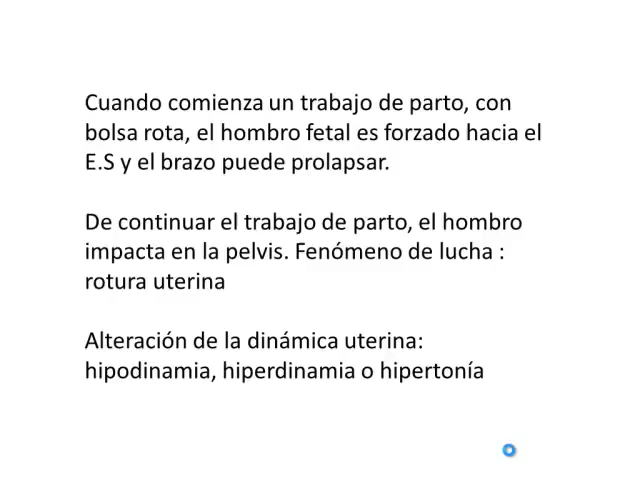 Cuando comienza un trabajo de parto, con
bolsa rota, el hombro fetal es forzado hacia el
E.S y el brazo puede prolapsar.
De continuar el trabajo de parto, el hombro
impacta en la pelvis. Fenómeno de lucha :
rotura uterina
Alteración de la dinámica uterina:
hipodinamia, hiperdinamia o hipertonía